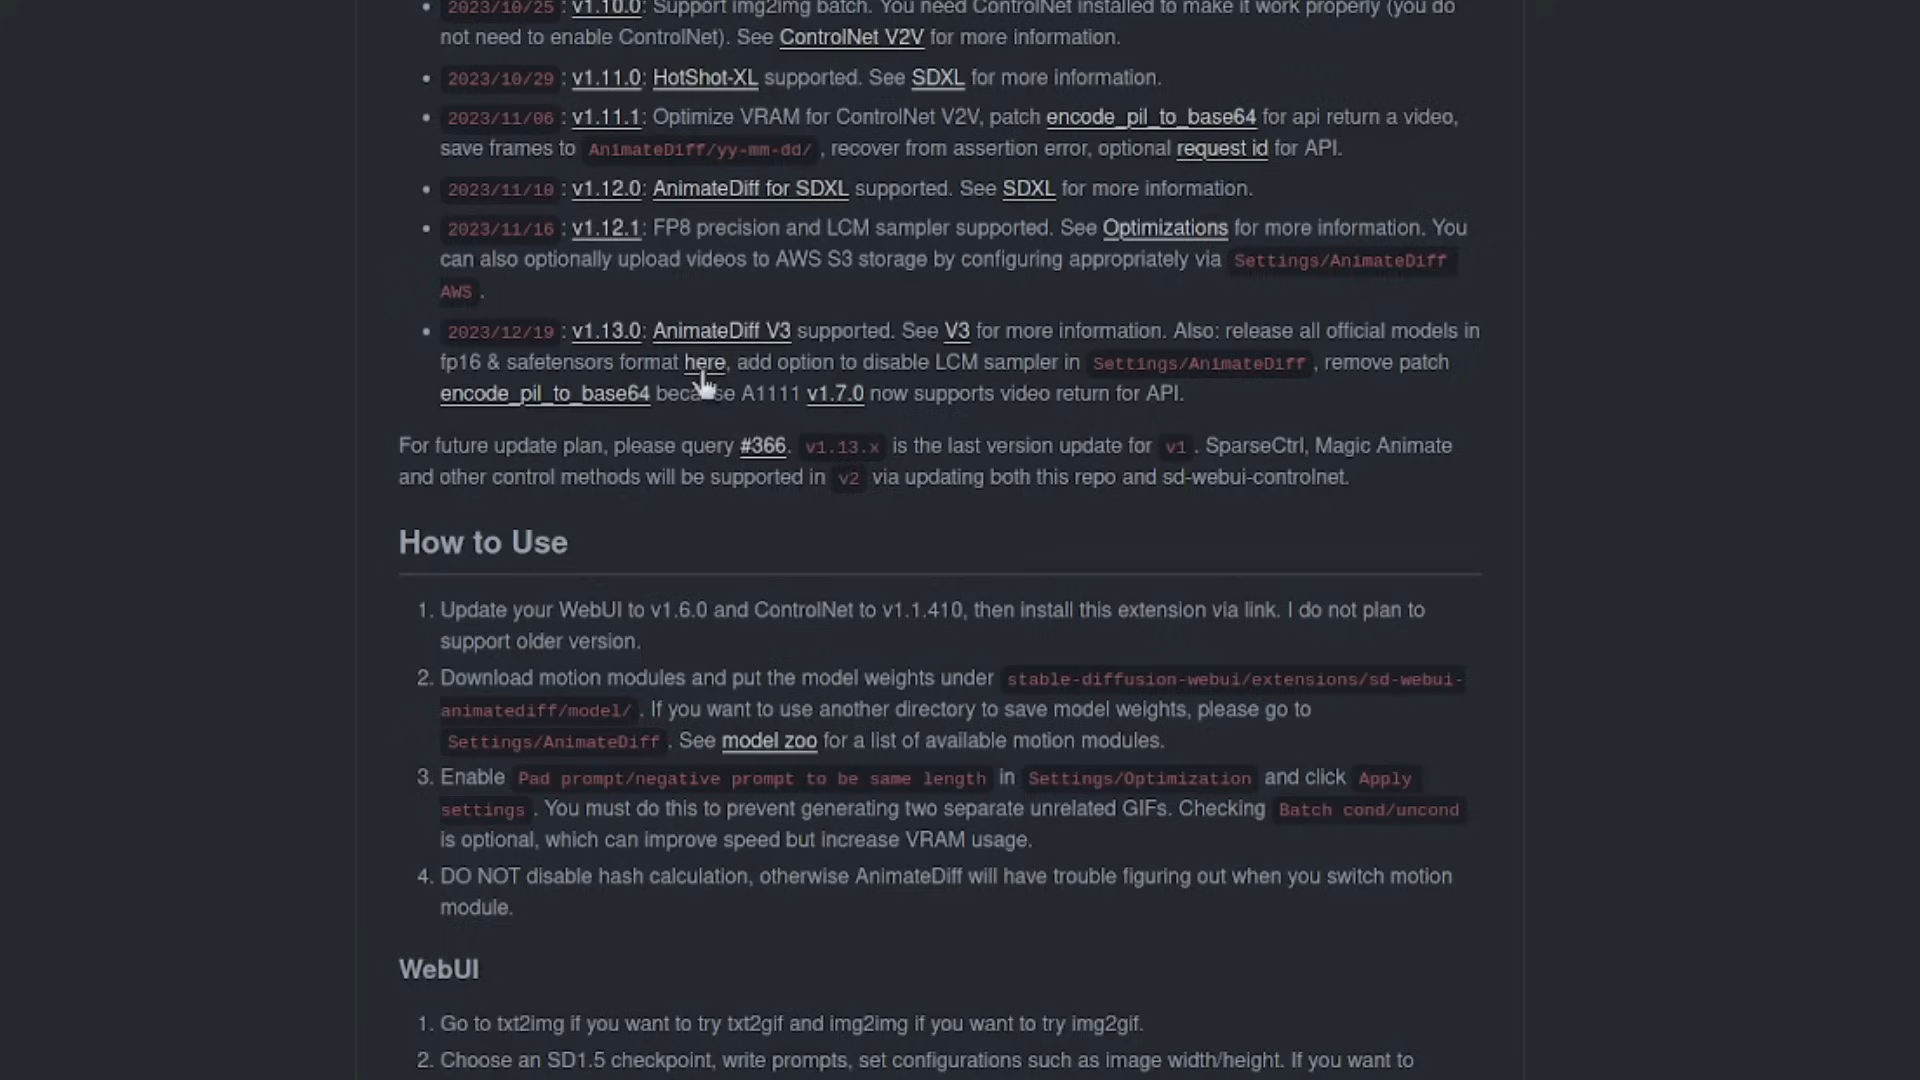 • 2023/10/25 : v1.10.0: Support img2img batch. You need ControlNet installed to make it work properly (you do
not need to enable ControlNet). See ControlNet V2V for more information.
• 2023/10/29 : v1.11.0: HotShot-XL supported. See SDXL for more information.
• 2023/11/06 : v1.11.1: Optimize VRAM for ControlNet V2V, patch encode_pil_to_base64 for api return a video,
save frames to AnimateDiff/yy-mm-dd/ , recover from assertion error, optional request id for API.
• 2023/11/10 : v1.12.0: AnimateDiff for SDXL supported. See SDXL for more information.
• 2023/11/16 : v1.12.1: FP8 precision and LCM sampler supported. See Optimizations for more information. You
can also optionally upload videos to AWS S3 storage by configuring appropriately via Settings/AnimateDiff
AWS .
• 2023/12/19 : v1.13.0: AnimateDiff V3 supported. See V3 for more information. Also: release all official models in
fp16 & safetensors format here, add option to disable LCM sampler in Settings/AnimateDiff , remove patch
encode_pil_to_base64 because A1111 v1.7.0 now supports video return for API.
For future update plan, please query #366. v1.13.x is the last version update for v1 . SparseCtrl, Magic Animate
and other control methods will be supported in v2 via updating both this repo and sd-webui-controlnet.
How to Use
1. Update your WebUI to v1.6.0 and ControlNet to v1.1.410, then install this extension via link. I do not plan to
support older version.
2. Download motion modules and put the model weights under stable-diffusion-webui/extensions/sd-webui-
animatediff/model/ . If you want to use another directory to save model weights, please go to
Settings/AnimateDiff . See model zoo for a list of available motion modules.
3. Enable Pad prompt/negative prompt to be same length in Settings/Optimization and click Apply
settings . You must do this to prevent generating two separate unrelated GIFs. Checking Batch cond/uncond
is optional, which can improve speed but increase VRAM usage.
4. DO NOT disable hash calculation, otherwise AnimateDiff will have trouble figuring out when you switch motion
module.
WebUI
1. Go to txt2img if you want to try txt2gif and img2img if you want to try img2gif.
2. Choose an SD1.5 checkpoint, write prompts, set configurations such as image width/height. If you want to